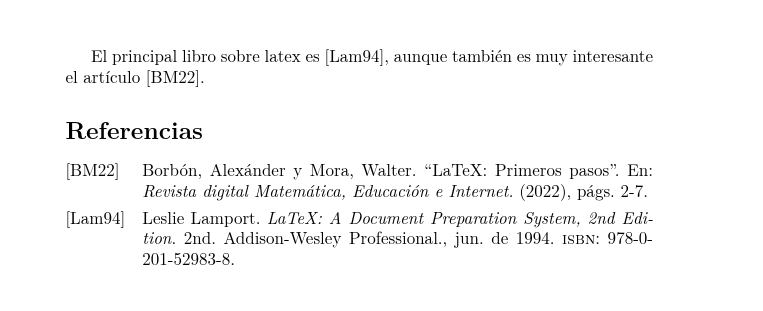 El principal libro sobre latex es [Lam94], aunque también es muy interesante
el artículo [BM22].
Referencias
[BM22] Borbón, Alexánder y Mora, Walter. “LaTeX: Primeros pasos”. En:
Revista digital Matemática, Educación e Internet. (2022), págs. 2-7.
[Lam94] Leslie Lamport. LaTeX: A Document Preparation System, 2nd Edi-
tion. 2nd. Addison-Wesley Professional., jun. de 1994. ISBN: 978-0-
201-52983-8.